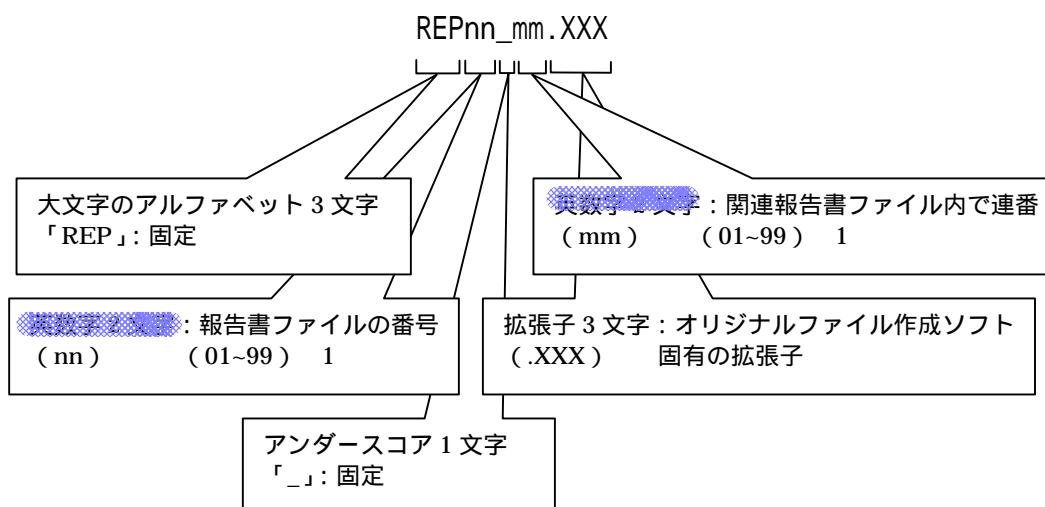 REPnn_mm.XXX
大文字のアルファベット 3 文字
「REP」: 固定
: 関連報告書ファイル内で連番
(mm) (01~99) 1
: 報告書ファイルの番号
(nn) (01~99) 1
拡張子 3 文字 : オリジナルファイル作成ソフト
(.XXX) 固有の拡張子
アンダースコア 1 文字
「_」: 固定